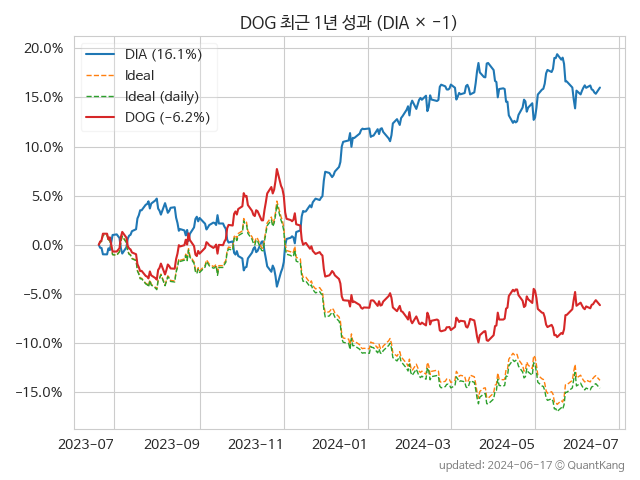 DOG 최근 1년 성과 (DIA × −1)
DIA (16.1%)
Ideal
Ideal (daily)
DOG (−6.2%)
20.0%
15.0%
10.0%
5.0%
0.0%
−5.0%
−10.0%
−15.0%
2023-07 2023-09 2023-11 2024-01 2024-03 2024-05 2024-07
updated: 2024-06-17 ⓒ QuantKang